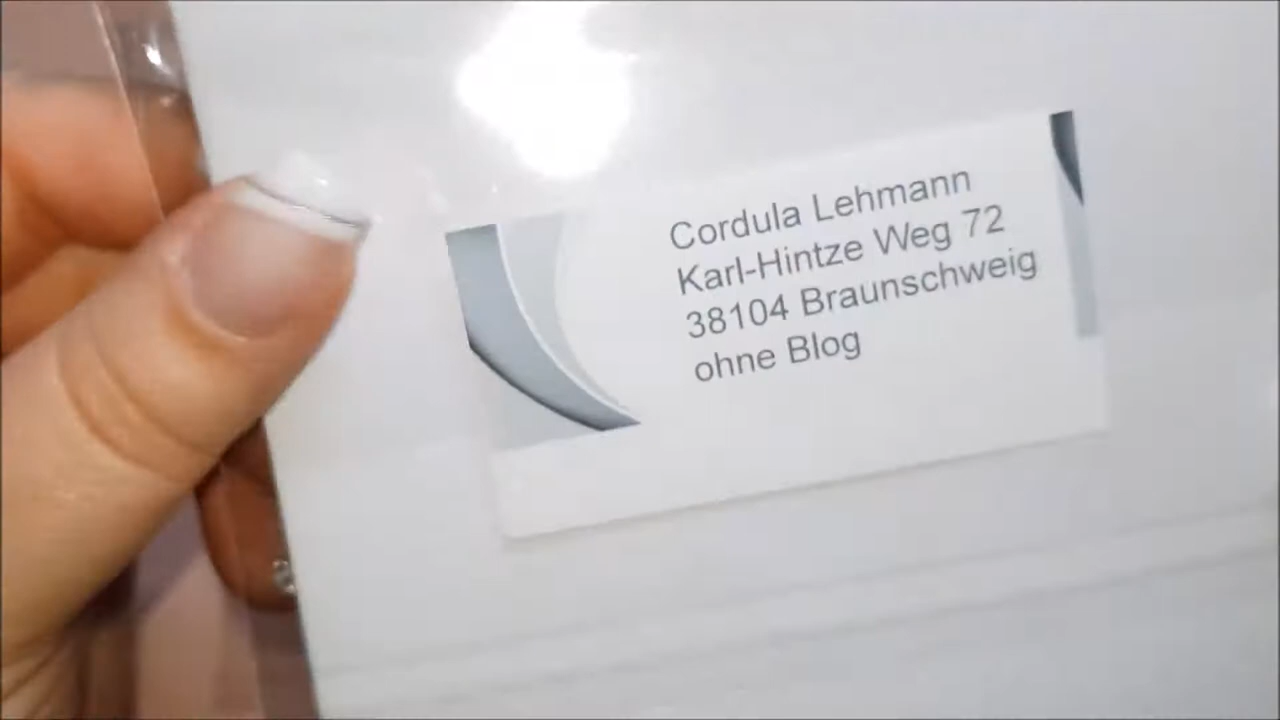 Cordula Lehmann
Karl-Hintze Weg 72
38104 Braunschweig
ohne Blog